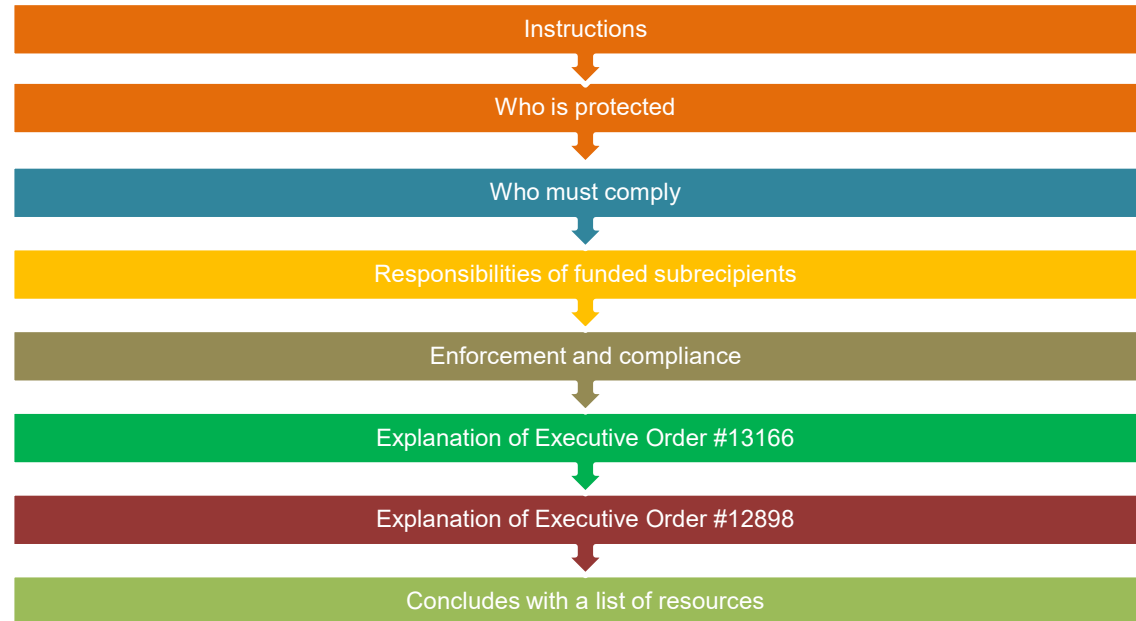 Instructions
Who is protected
Who must comply
Responsibilities of funded subrecipients
Enforcement and compliance
Explanation of Executive Order #13166
Explanation of Executive Order #12898
Concludes with a list of resources